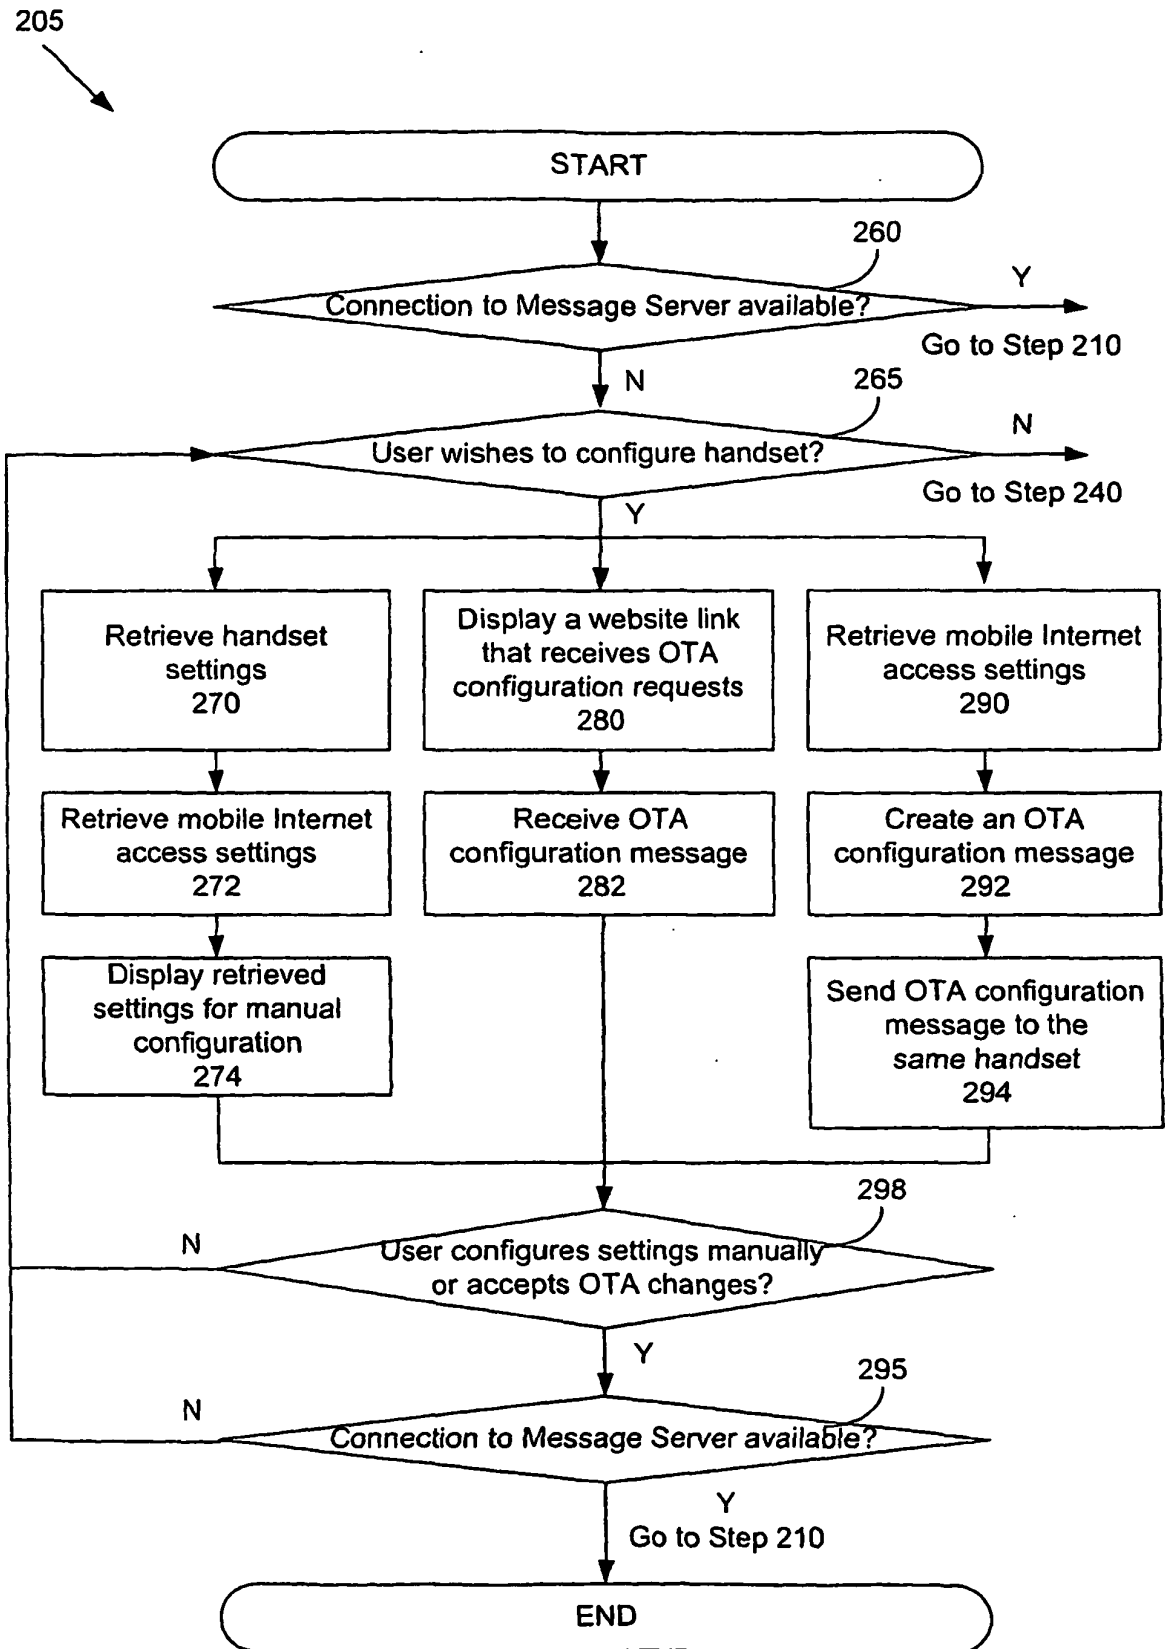 205
START
260
Connection to Message Server available?
Y
Go to Step 210
N
265
User wishes to configure handset?
N
Go to Step 240
Y
Retrieve handset
settings
270
Display a website link
that receives OTA
configuration requests
280
Retrieve mobile Internet
access settings
290
Retrieve mobile Internet
access settings
272
Receive OTA
configuration message
282
Create an OTA
configuration message
292
Display retrieved
settings for manual
configuration
274
Send OTA configuration
message to the
same handset
294
298
N
User configures settings manually
or accepts OTA changes?
Y
295
N
Connection to Message Server available?
Y
Go to Step 210
END